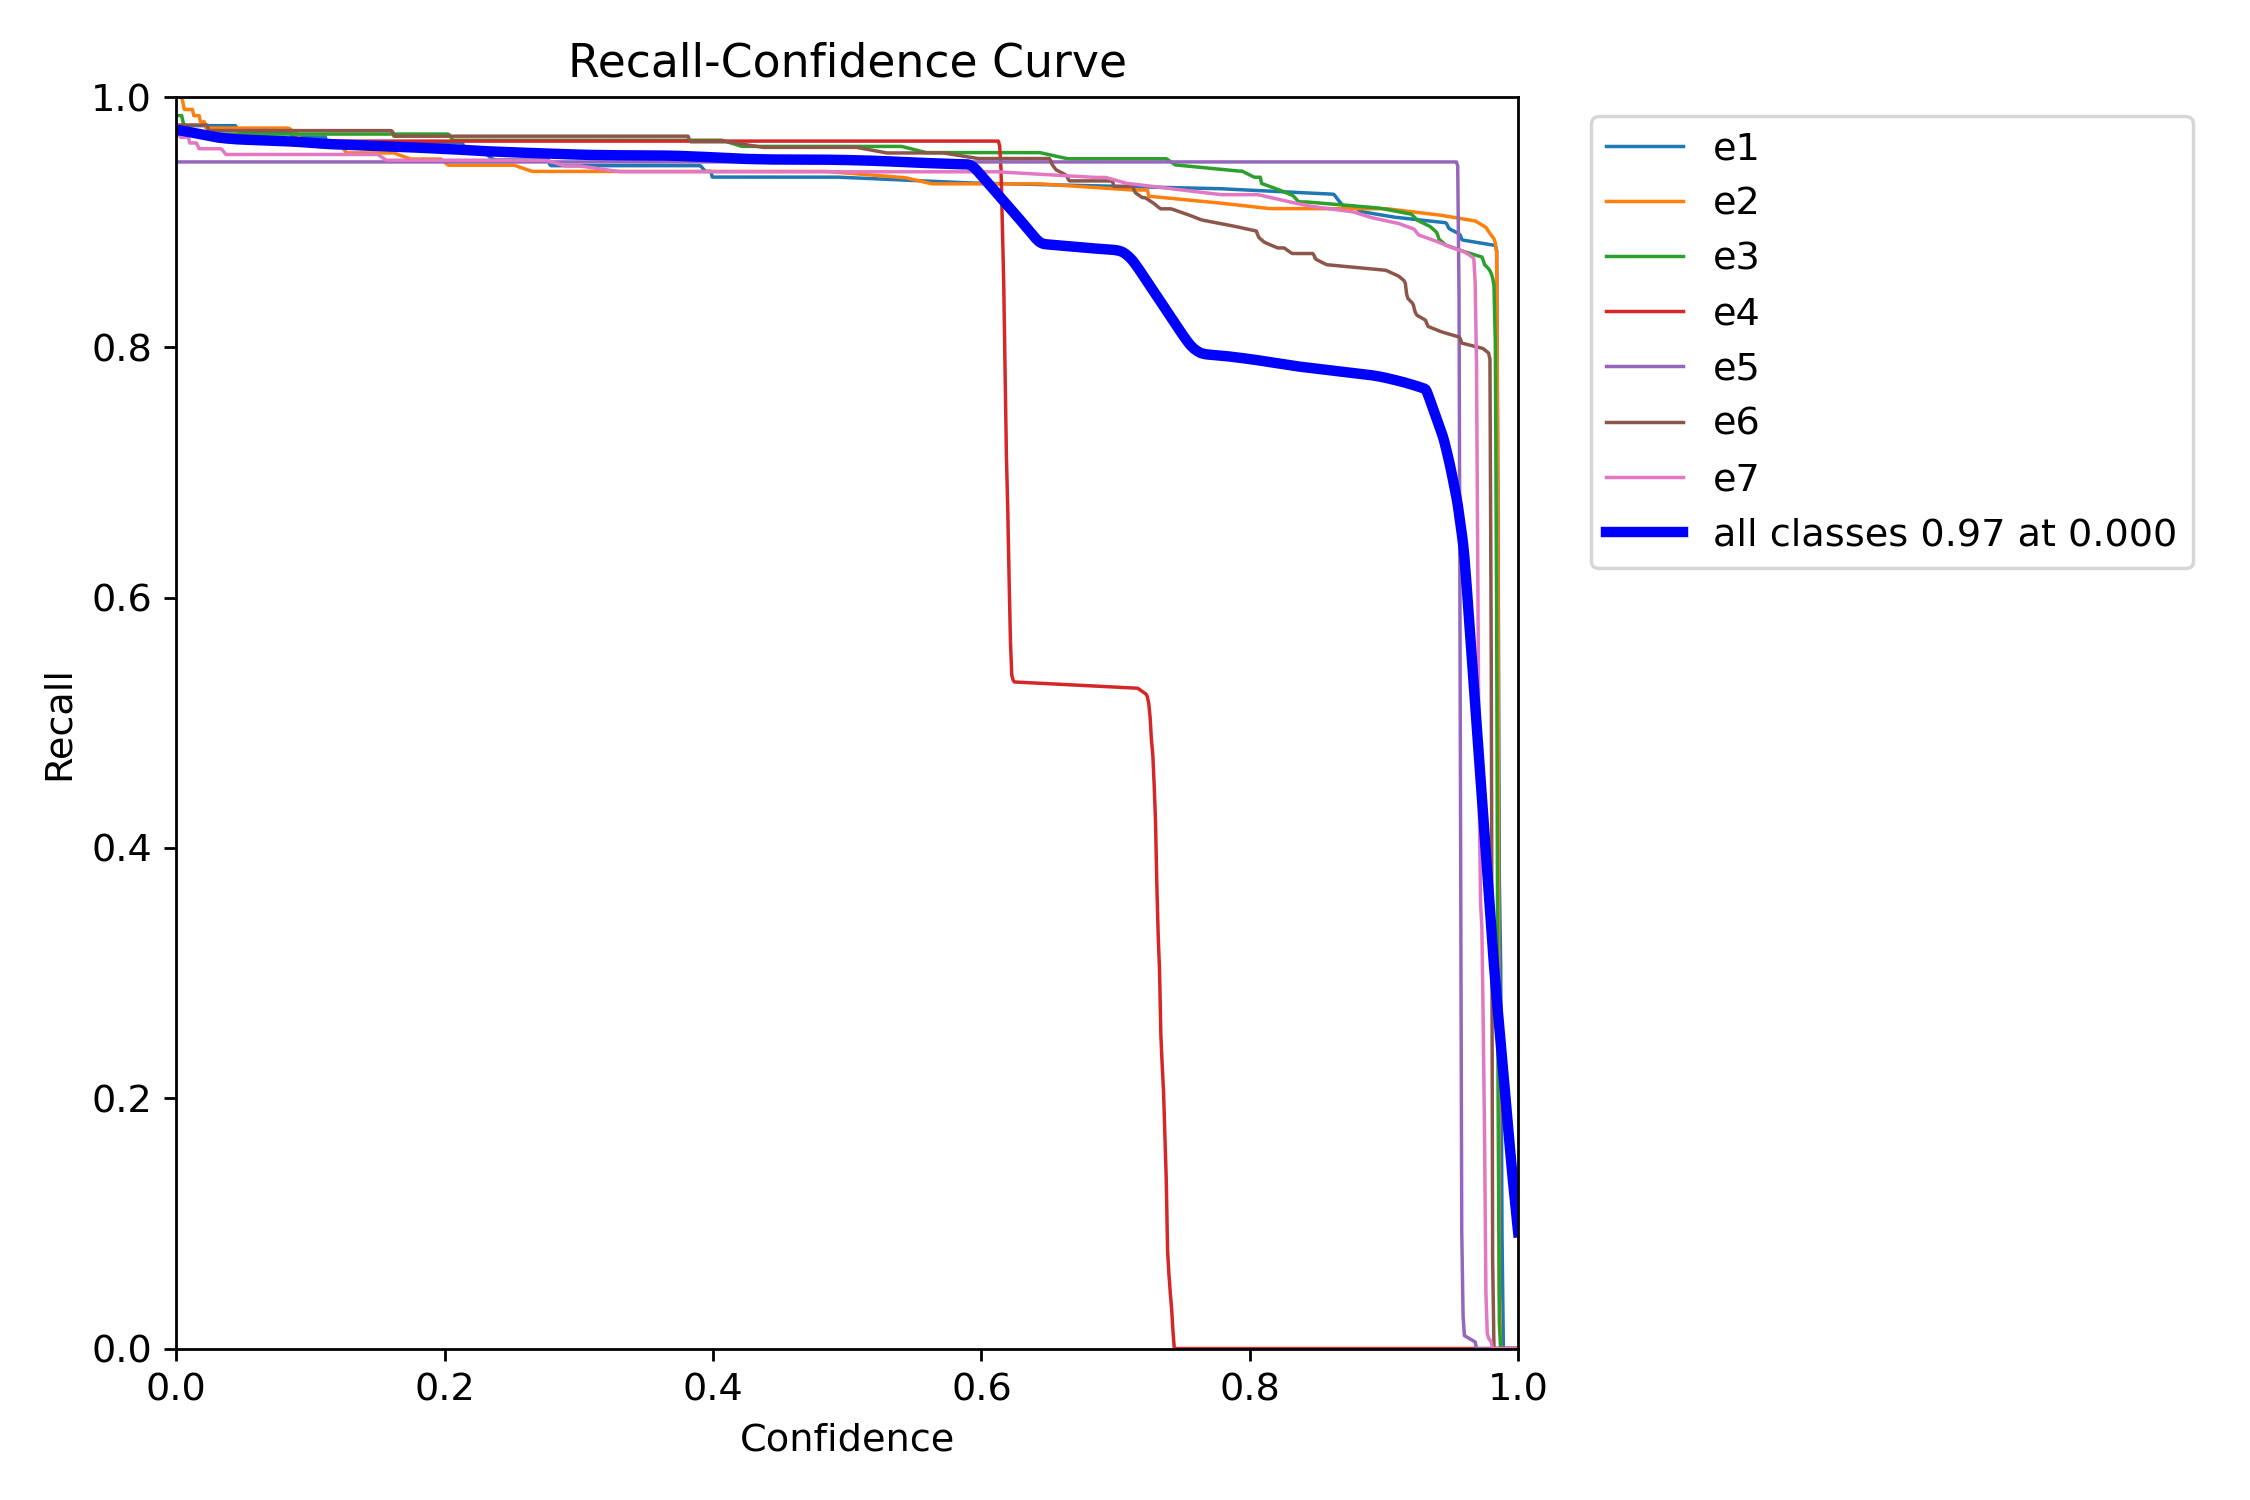 Recall-Confidence Curve
1.0
0.8
0.6
0.4
0.2
0.0
Recall
0.0 0.2 0.4 0.6 0.8 1.0
Confidence
e1
e2
e3
e4
e5
e6
e7
all classes 0.97 at 0.000